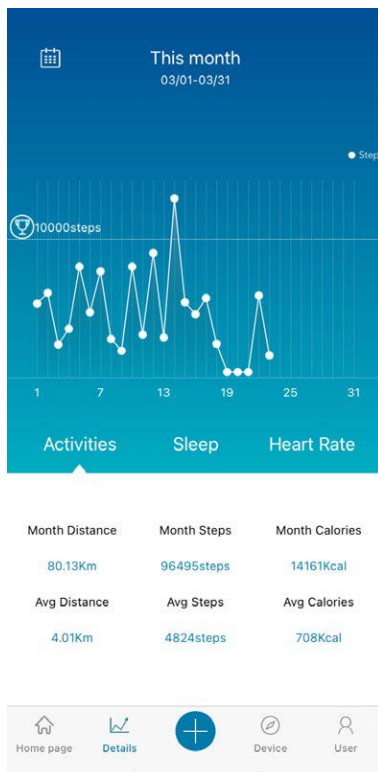 This month
03/01-03/31
Step
10000steps
1 7 13 19 25 31
Activities Sleep Heart Rate
Month Distance Month Steps Month Calories
80.13Km 96495steps 14161Kcal
Avg Distance Avg Steps Avg Calories
4.01Km 4824steps 708Kcal
Home page Details Device User